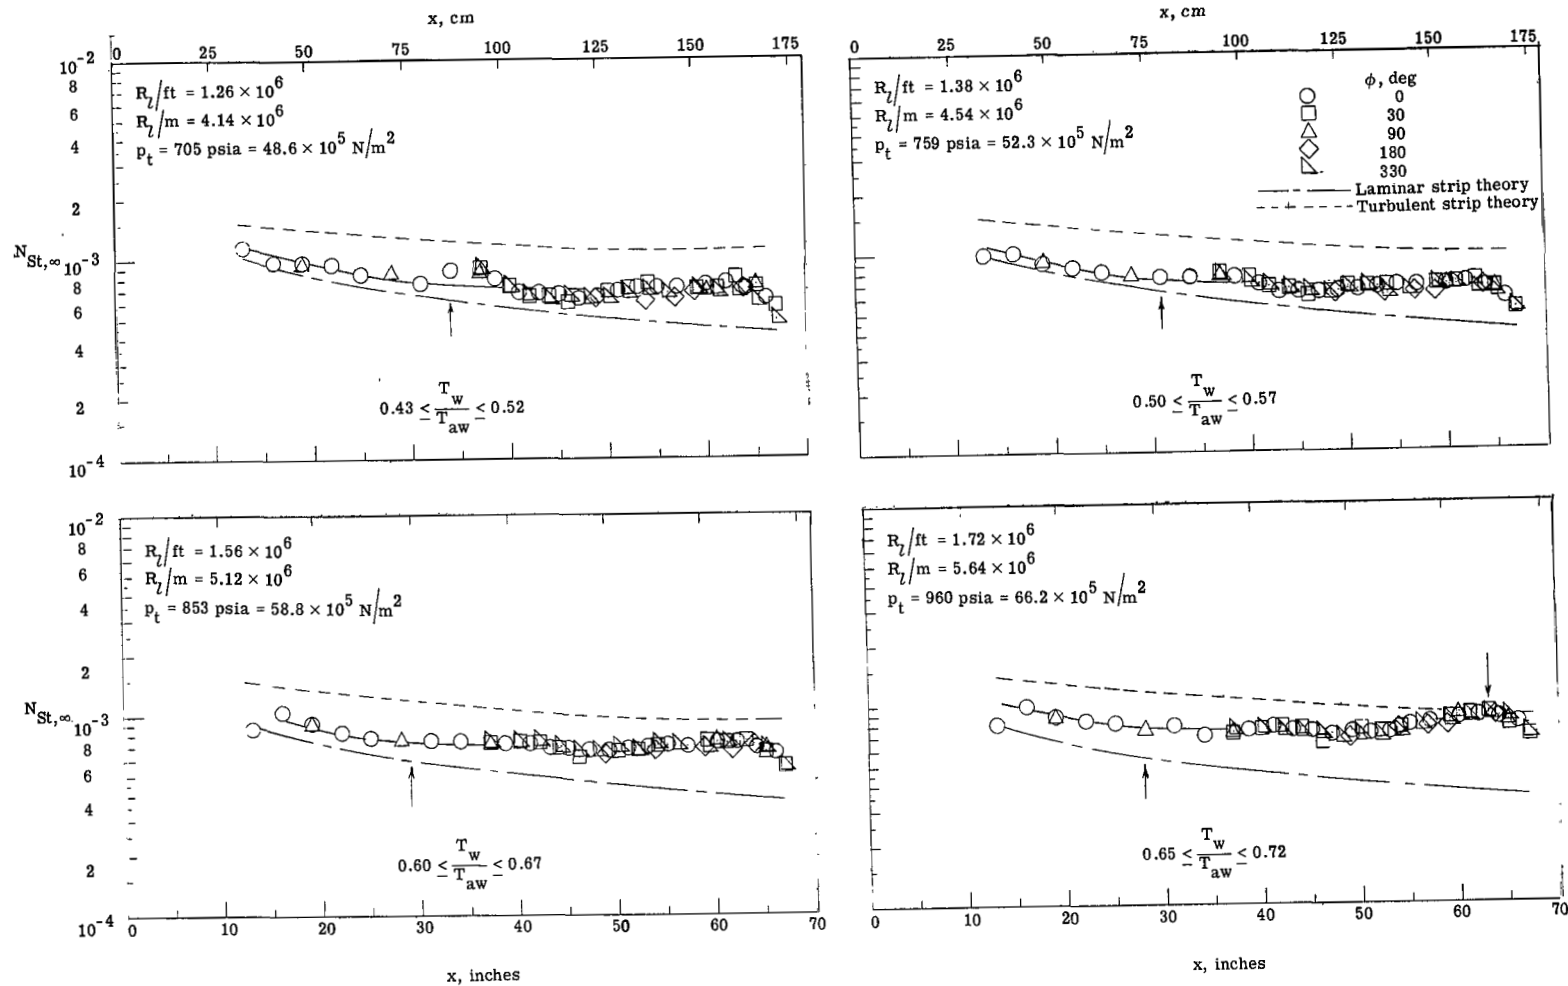 x, cm
0 25 50 75 100 125 150 175
10-2
8
6
4
2
N St,∞ 10-3
8
6
4
2
10-4
R_l/ft = 1.26 × 10^6
R_l/m = 4.14 × 10^6
p_t = 705 psia = 48.6 × 10^5 N/m^2
0.43 ≤ T_w/T_aw ≤ 0.52
x, cm
0 25 50 75 100 125 150 175
R_l/ft = 1.38 × 10^6
R_l/m = 4.54 × 10^6
p_t = 759 psia = 52.3 × 10^5 N/m^2
ϕ, deg
0
30
90
180
330
Laminar strip theory
Turbulent strip theory
0.50 ≤ T_w/T_aw ≤ 0.57
10-2
8
6
4
2
N St,∞ 10-3
8
6
4
2
10-4
R_l/ft = 1.56 × 10^6
R_l/m = 5.12 × 10^6
p_t = 853 psia = 58.8 × 10^5 N/m^2
0.60 ≤ T_w/T_aw ≤ 0.67
0 10 20 30 40 50 60 70
x, inches
R_l/ft = 1.72 × 10^6
R_l/m = 5.64 × 10^6
p_t = 960 psia = 66.2 × 10^5 N/m^2
0.65 ≤ T_w/T_aw ≤ 0.72
0 10 20 30 40 50 60 70
x, inches